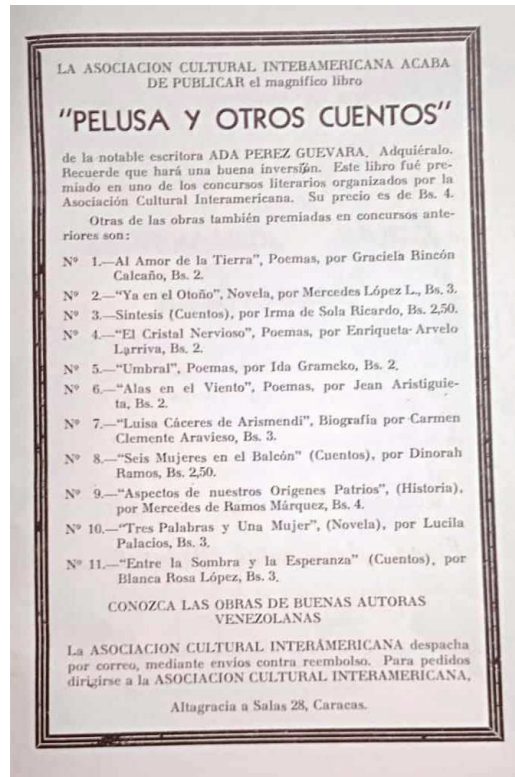 LA ASOCIACION CULTURAL INTEBAMERICANA ACABA
DE PUBLICAR el magnífico libro
"PELUSA Y OTROS CUENTOS"
de la notable escritora ADA PEREZ GUEVARA. Adquiéralo.
Recuerde que hará una buena inversión. Este libro fué pre-
miado en uno de los concursos literarios organizados por la
Asociación Cultural Interamericana. Su precio es de Bs. 4.
Otras de las obras también premiadas en concursos ante-
riores son:
Nº 1.—Al Amor de la Tierra", Poemas, por Graciela Rincón
Calcaño, Bs. 2.
Nº 2.—"Ya en el Otoño", Novela, por Mercedes López L., Bs. 3.
Nº 3.—Síntesis (Cuentos), por Irma de Sola Ricardo, Bs. 2,50.
Nº 4.—"El Cristal Nervioso", Poemas, por Enriqueta Arvelo
Larriva, Bs. 2.
Nº 5.—"Umbral", Poemas, por Ida Gramcko, Bs. 2.
Nº 6.—"Alas en el Viento", Poemas, por Jean Aristiguie-
ta, Bs. 2.
Nº 7.—"Luisa Cáceres de Arismendi", Biografía por Carmen
Clemente Aravieso, Bs. 3.
Nº 8.—"Seis Mujeres en el Balcón" (Cuentos), por Dinorah
Ramos, Bs. 2,50.
Nº 9.—"Aspectos de nuestros Orígenes Patrios", (Historia),
por Mercedes de Ramos Márquez, Bs. 4.
Nº 10.—"Tres Palabras y Una Mujer", (Novela), por Lucila
Palacios, Bs. 3.
Nº 11.—"Entre la Sombra y la Esperanza" (Cuentos), por
Blanca Rosa López, Bs. 3.
CONOZCA LAS OBRAS DE BUENAS AUTORAS
VENEZOLANAS
La ASOCIACION CULTURAL INTERAMERICANA despacha
por correo, mediante envíos contra reembolso. Para pedidos
dirigirse a la ASOCIACION CULTURAL INTERAMERICANA.
Altagracia a Salas 28, Caracas.